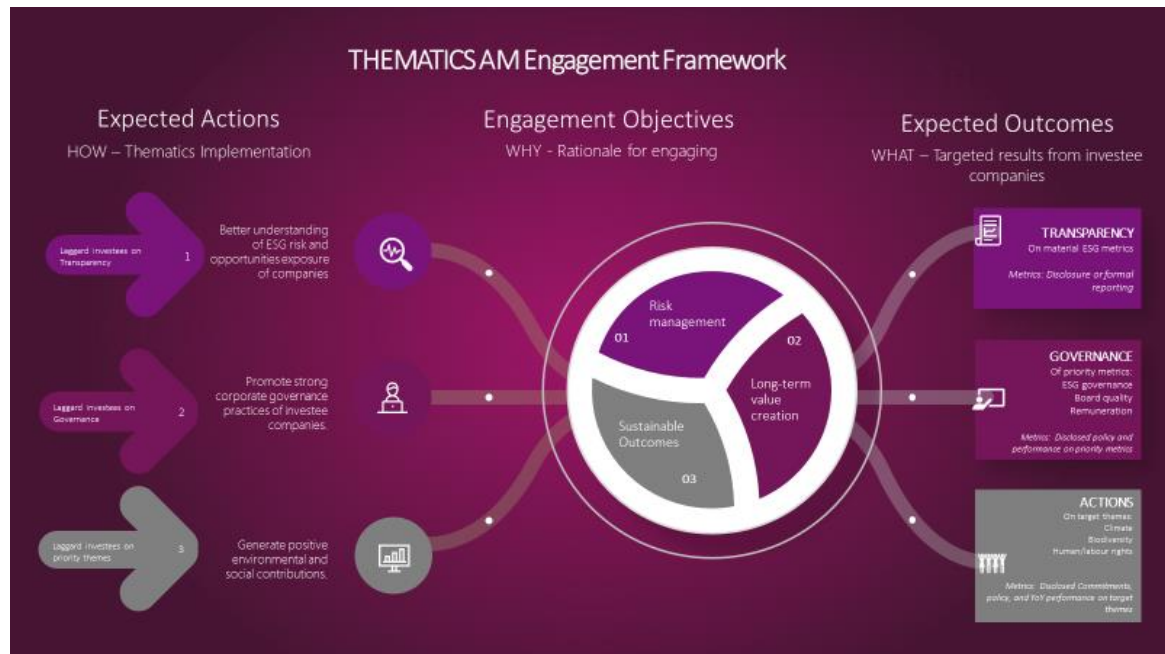 THEMATICS AM Engagement Framework
Expected Actions
HOW – Thematics Implementation
Engagement Objectives
WHY - Rationale for engaging
Expected Outcomes
WHAT – Targeted results from investee
companies
Laggard investees on
Transparency
1
Better understanding
of ESG risk and
opportunities exposure
of companies
Laggard investees on
Governance
2
Promote strong
corporate governance
practices of investee
companies.
Laggard investees on
priority themes
3
Generate positive
environmental and
social contributions.
Risk
management
01
02
Long-term
value
creation
Sustainable
Outcomes
03
TRANSPARENCY
On material ESG metrics
Metrics: Disclosure or formal
reporting
GOVERNANCE
Of priority metrics:
ESG governance
Board quality
Remuneration
Metrics: Disclosed policy and
performance on priority metrics
ACTIONS
On target themes:
Climate
Biodiversity
Human/labour rights
Metrics: Disclosed Commitments,
policy, and YoY performance on target
themes